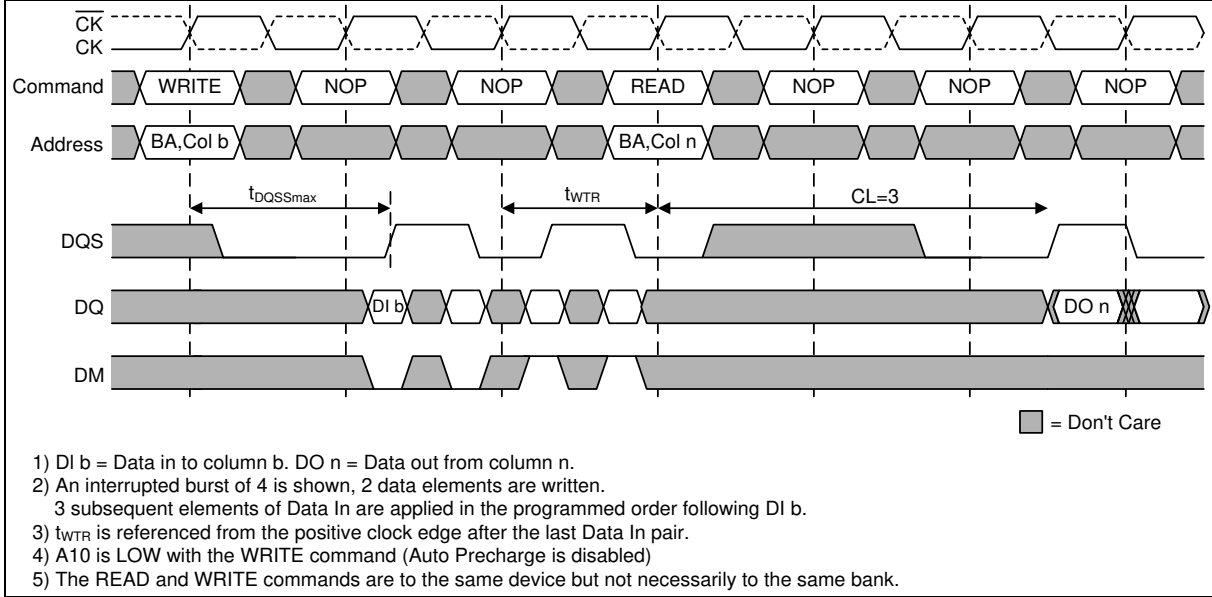 CK
CK
Command WRITE NOP NOP READ NOP NOP NOP
Address BA,Col b BA,Col n
tDQSSmax tWTR CL=3
DQS
DQ DI b DO n
DM
= Don't Care
1) DI b = Data in to column b. DO n = Data out from column n.
2) An interrupted burst of 4 is shown, 2 data elements are written.
3 subsequent elements of Data In are applied in the programmed order following DI b.
3) tWTR is referenced from the positive clock edge after the last Data In pair.
4) A10 is LOW with the WRITE command (Auto Precharge is disabled)
5) The READ and WRITE commands are to the same device but not necessarily to the same bank.